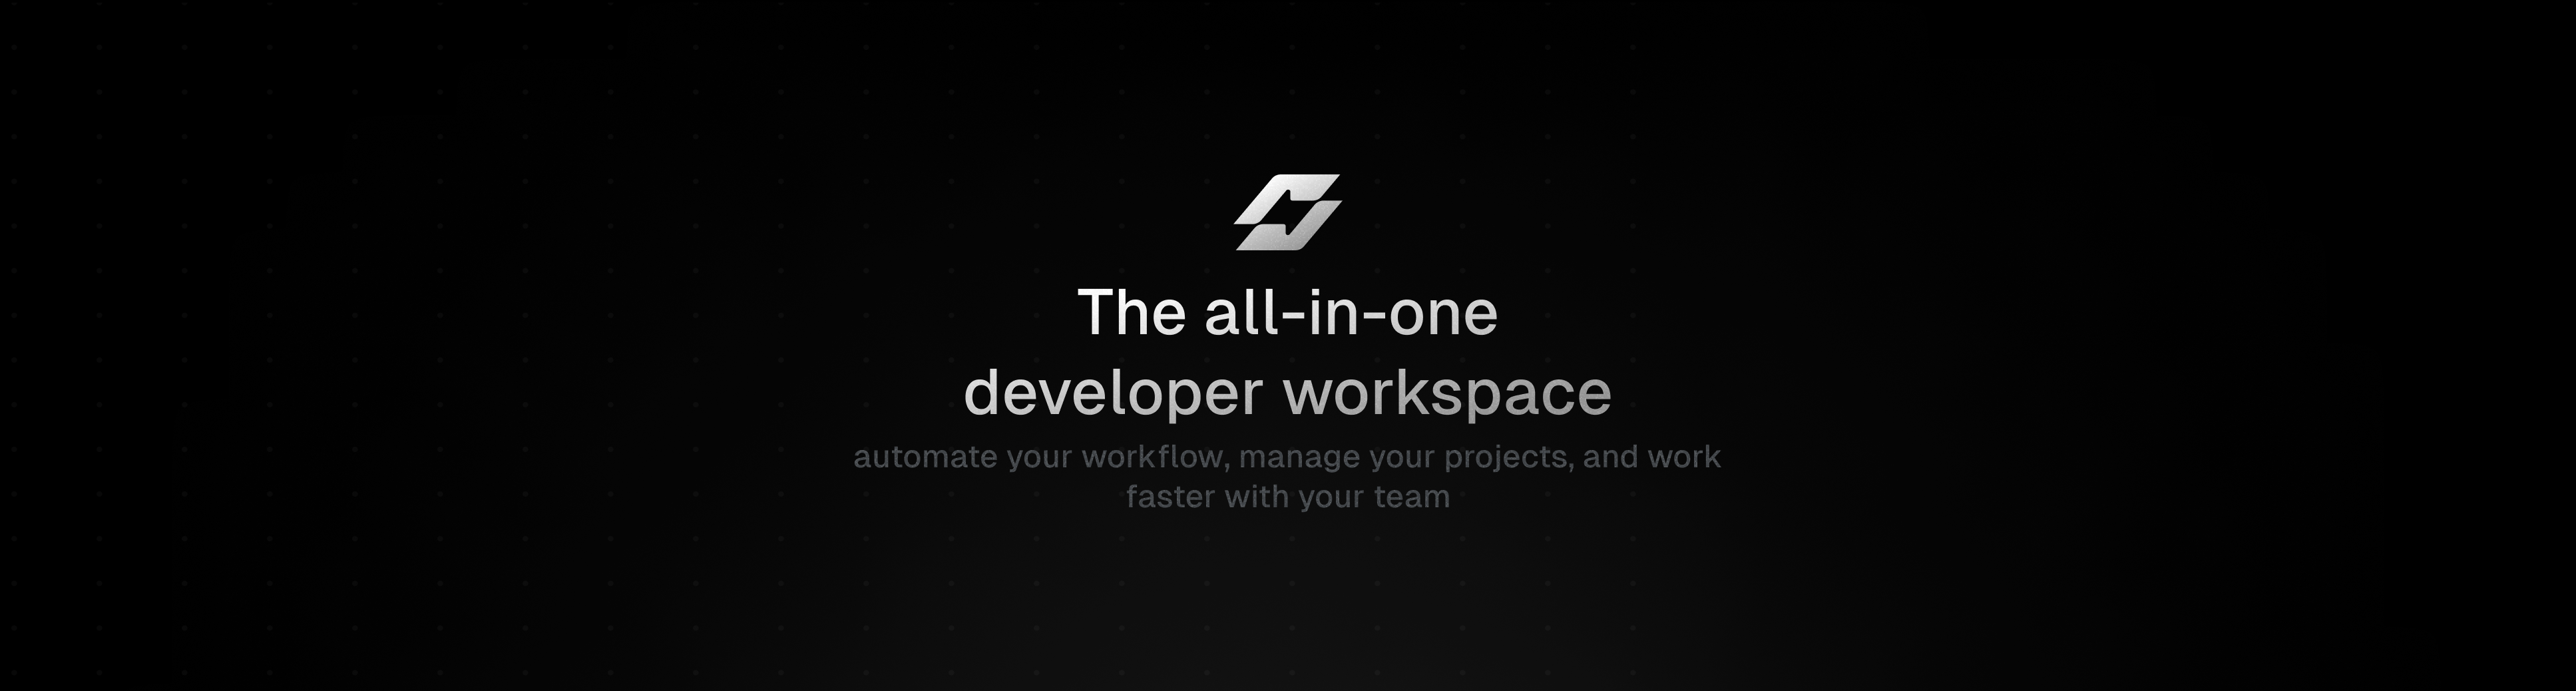 The all-in-one
developer workspace
automate your workflow, manage your projects, and work
faster with your team